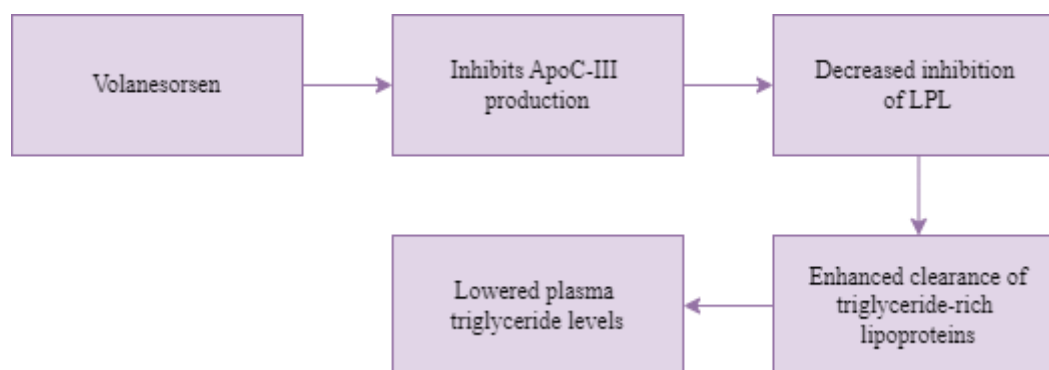 Volanesorsen
Inhibits ApoC-III
production
Decreased inhibition
of LPL
Enhanced clearance of
triglyceride-rich
lipoproteins
Lowered plasma
triglyceride levels